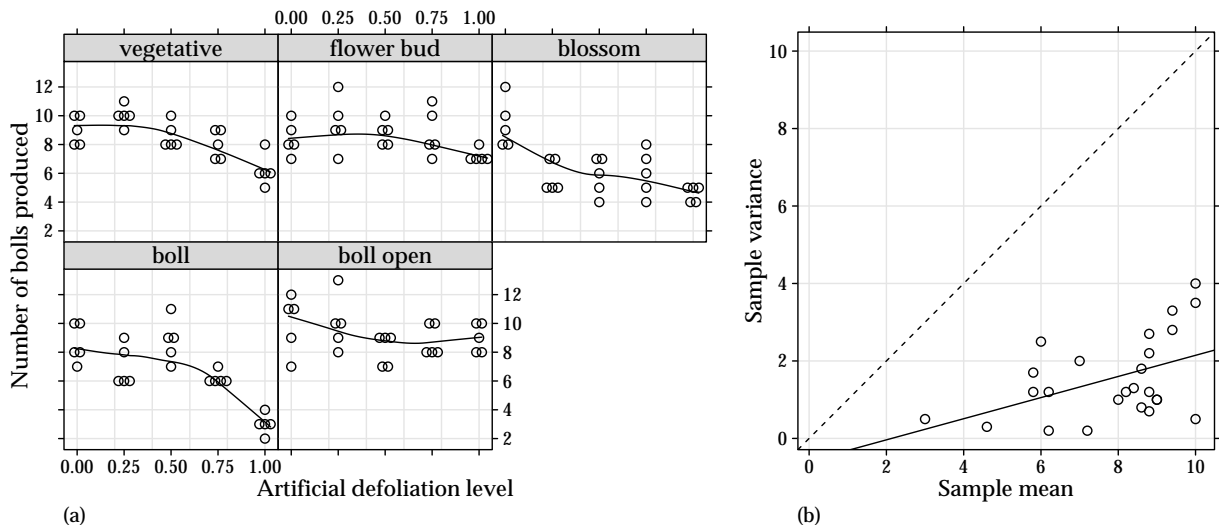 0.00 0.25 0.50 0.75 1.00
vegetative flower bud blossom
12
10
8
6
4
2
boll boll open
12
10
8
6
4
2
0.00 0.25 0.50 0.75 1.00
Number of bolls produced
Artificial defoliation level
(a)
10
8
6
4
2
0
Sample variance
0 2 4 6 8 10
Sample mean
(b)